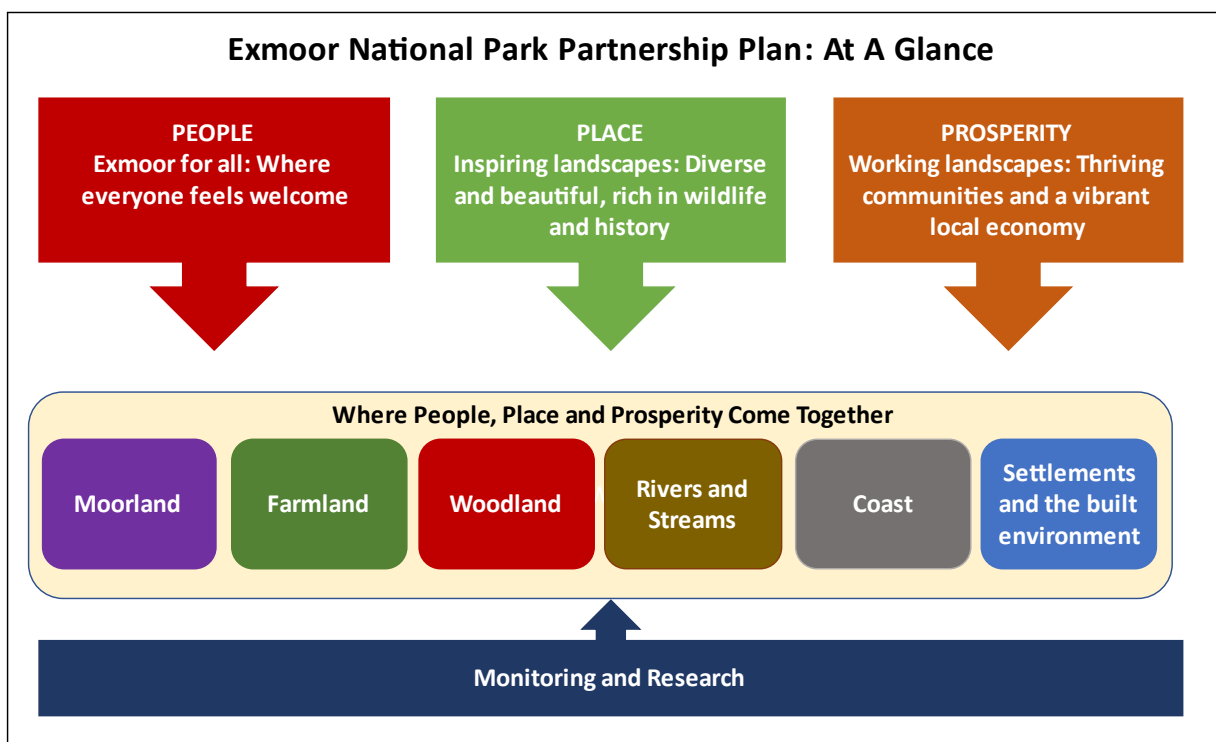 Exmoor National Park Partnership Plan: At A Glance
PEOPLE
Exmoor for all: Where
everyone feels welcome
PLACE
Inspiring landscapes: Diverse
and beautiful, rich in wildlife
and history
PROSPERITY
Working landscapes: Thriving
communities and a vibrant
local economy
Where People, Place and Prosperity Come Together
Moorland
Farmland
Woodland
Rivers and
Streams
Coast
Settlements
and the built
environment
Monitoring and Research